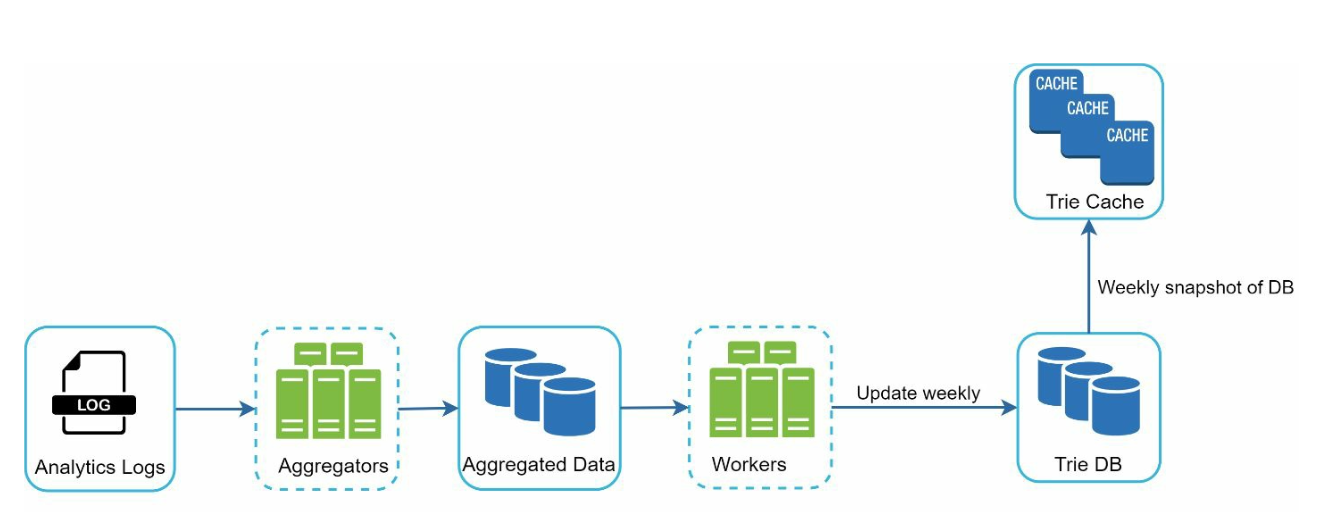 CACHE
CACHE
CACHE
Trie Cache
Weekly snapshot of DB
LOG
Update weekly
Analytics Logs
Aggregators
Aggregated Data
Workers
Trie DB